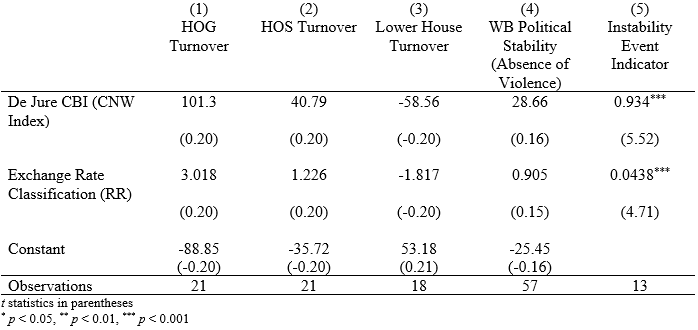 (1) (2) (3) (4) (5)
HOG Turnover HOS Turnover Lower House Turnover WB Political Stability (Absence of Violence) Instability Event Indicator
De Jure CBI (CNW Index) 101.3 40.79 -58.56 28.66 0.934***
(0.20) (0.20) (-0.20) (0.16) (5.52)
Exchange Rate Classification (RR) 3.018 1.226 -1.817 0.905 0.0438***
(0.20) (0.20) (-0.20) (0.15) (4.71)
Constant -88.85 -35.72 53.18 -25.45
(-0.20) (-0.20) (0.21) (-0.16)
Observations 21 21 18 57 13
t statistics in parentheses
* p < 0.05, ** p < 0.01, *** p < 0.001